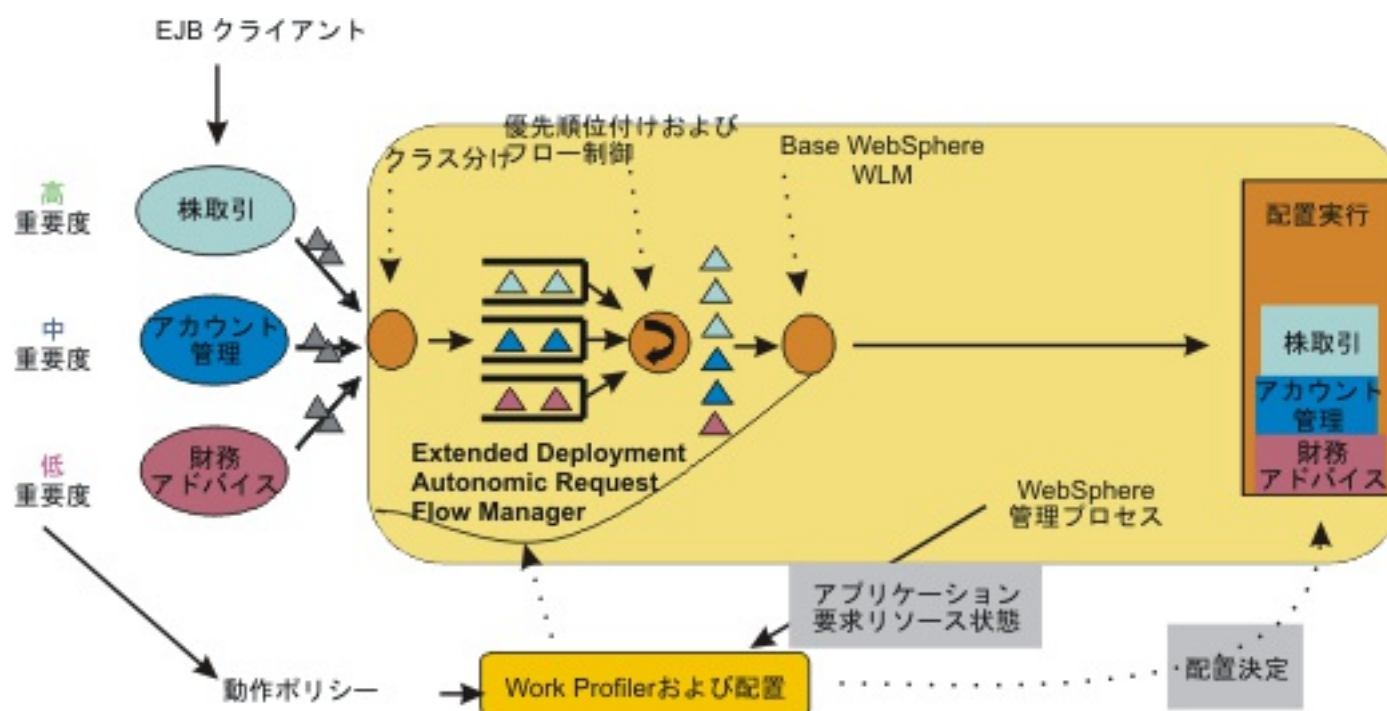 EJB クライアント
高
重要度
株取引
中
重要度
アカウント
管理
低
重要度
財務
アドバイス
クラス分け
優先順位付けおよび
フロー制御
Base WebSphere
WLM
配置実行
株取引
アカウント
管理
財務
アドバイス
Extended Deployment
Autonomic Request
Flow Manager
WebSphere
管理プロセス
アプリケーション
要求リソース状態
配置決定
動作ポリシー
Work Profilerおよび配置